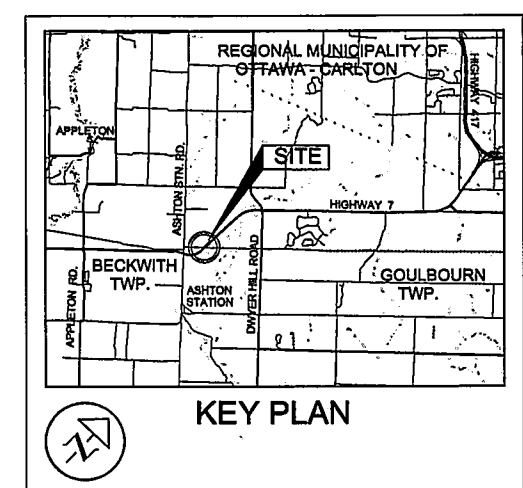 REGIONAL MUNICIPALITY OF
OTTAWA - CARLTON
HIGHWAY 417
APPLETON
SITE
ASHTON STN. RD.
HIGHWAY 7
BECKWITH
TWP.
ASHTON
STATION
DWYER HILL ROAD
GOULBOURN
TWP.
APPLETON RD.
KEY PLAN
N